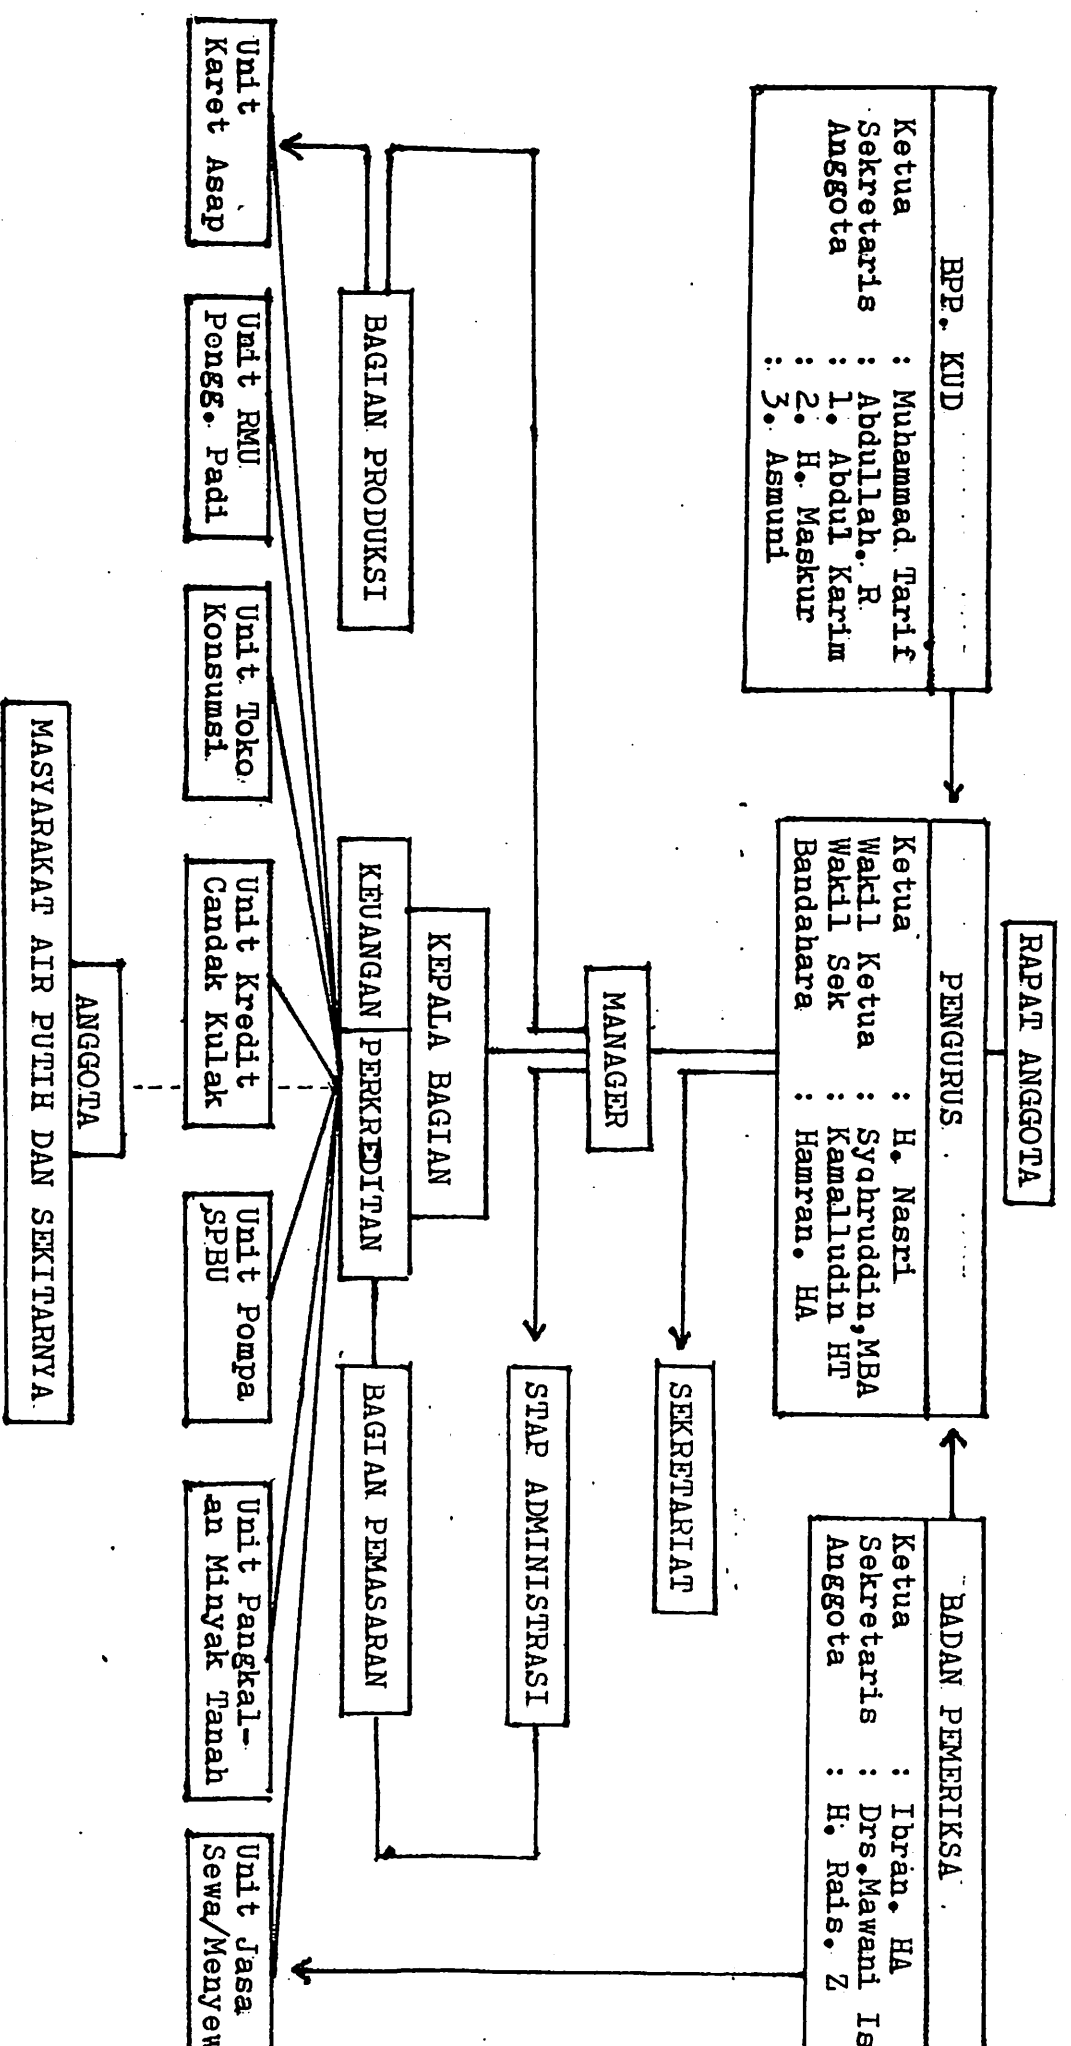 RAPAT ANGGOTA
BPP. KUD
Ketua : Muhammad Tarif
Sekretaris : Abdullah. R
Anggota : 1. Abdul Karim
: 2. H. Maskur
: 3. Asmuni
PENGURUS
Ketua : H. Nasri
Wakil Ketua : Syahruddin,MBA
Wakil Sek : Kamalludin HT
Bandahara : Hamran. HA
BADAN PEMERIKSA
Ketua : Ibran. HA
Sekretaris : Drs.Mawani Is
Anggota : H. Rais. Z
SEKRETARIAT
MANAGER
STAP ADMINISTRASI
KEPALA BAGIAN
BAGIAN PRODUKSI
KEUANGAN PERKREDITAN
BAGIAN PEMASARAN
Unit
Karet Asap
Unit RMU
Pengg. Padi
Unit Toko
Konsumsi
Unit Kredit
Candak Kulak
Unit Pompa
SPBU
Unit Pangkal-
an Minyak Tanah
Unit Jasa
Sewa/Menyew
ANGGOTA
MASYARAKAT AIR PUTIH DAN SEKITARNYA